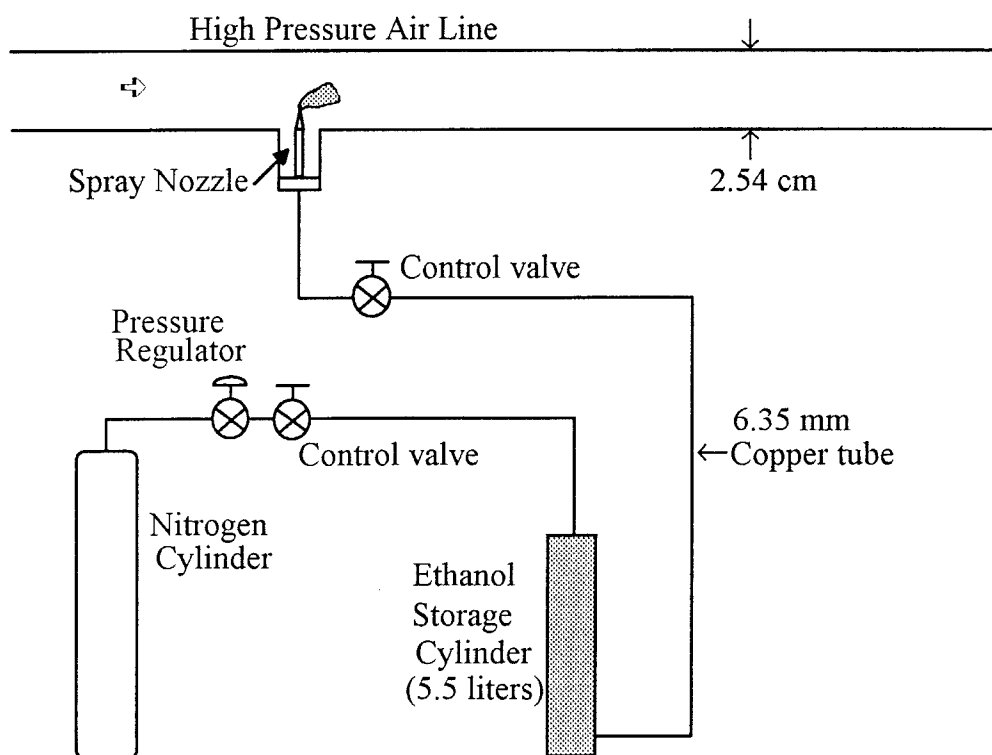 High Pressure Air Line
Spray Nozzle
2.54 cm
Control valve
Pressure
Regulator
Control valve
6.35 mm
Copper tube
Nitrogen
Cylinder
Ethanol
Storage
Cylinder
(5.5 liters)